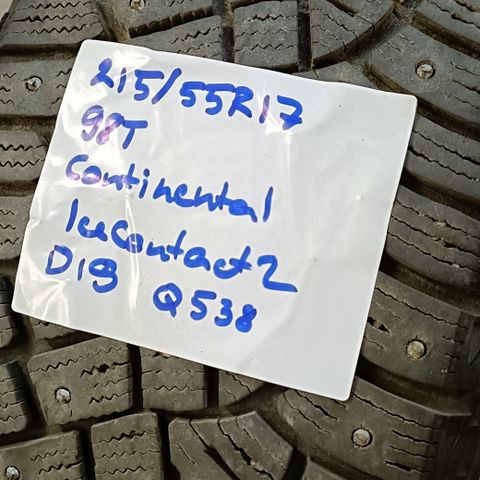 215/55R17
98T
Continental
IceContact2
D19 Q538